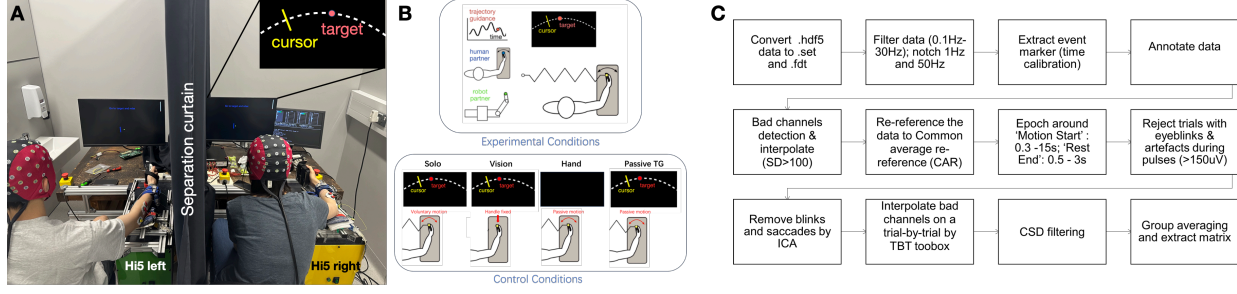 A
cursor
target
Separation curtain
Hi5 left
Hi5 right
B
trajectory
guidance
time
human
partner
robot
partner
cursor
target
Experimental Conditions
Solo
Vision
Hand
Passive TG
cursor
target
cursor
target
cursor
target
Voluntary motion
Handle fixed
Passive motion
Passive motion
Control Conditions
C
Convert .hdf5
data to .set
and .fdt
Filter data (0.1Hz-
30Hz); notch 1Hz
and 50Hz
Extract event
marker (time
calibration)
Annotate data
Bad channels
detection &
interpolate
(SD>100)
Re-reference the
data to Common
average re-
reference (CAR)
Epoch around
‘Motion Start’ :
0.3 -15s; ‘Rest
End’: 0.5 - 3s
Reject trials with
eyeblinks &
artefacts during
pulses (>150uV)
Remove blinks
and saccades by
ICA
Interpolate bad
channels on a
trial-by-trial by
TBT toobox
CSD filtering
Group averaging
and extract matrix